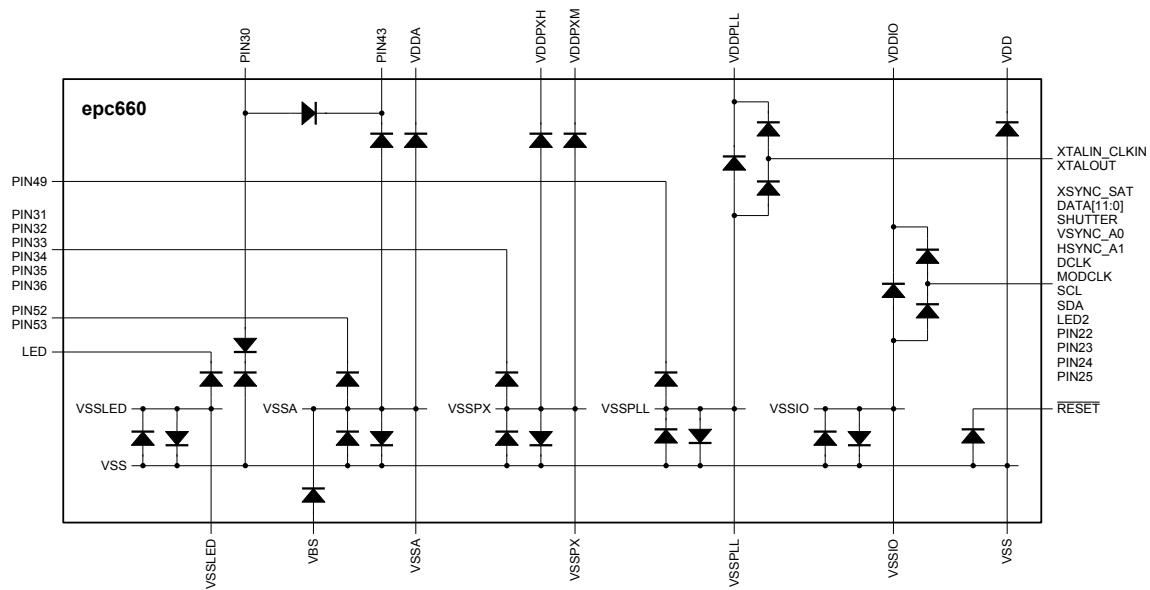 PIN30
PIN43
VDDA
VDDPXH
VDDPXM
VDDPLL
VDDIO
VDD
epc660
XTALIN_CLKIN
XTALOUT
PIN49
XSYNC_SAT
DATA[11:0]
SHUTTER
VSYNC_A0
HSYNC_A1
DCLK
MODCLK
SCL
SDA
LED2
PIN22
PIN23
PIN24
PIN25
PIN31
PIN32
PIN33
PIN34
PIN35
PIN36
PIN52
PIN53
LED
VSSLED
VSSA
VSSPX
VSSPLL
VSSIO
RESET
VSS
VSSLED
VBS
VSSA
VSSPX
VSSPLL
VSSIO
VSS